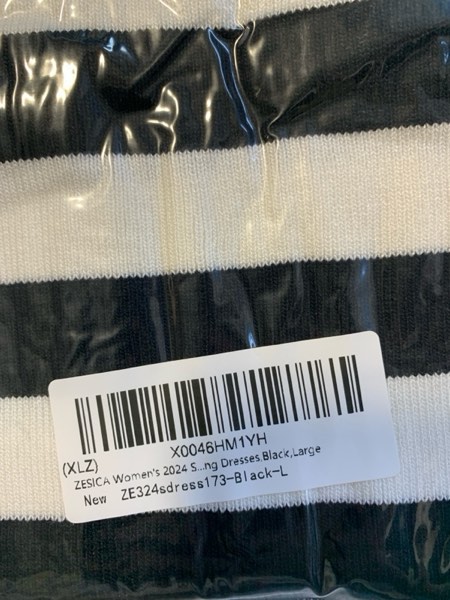 X0046HM1YH
(XLZ)
ZESICA Women's 2024 S...ng Dresses,Black,Large
New ZE324sdress173-Black-L